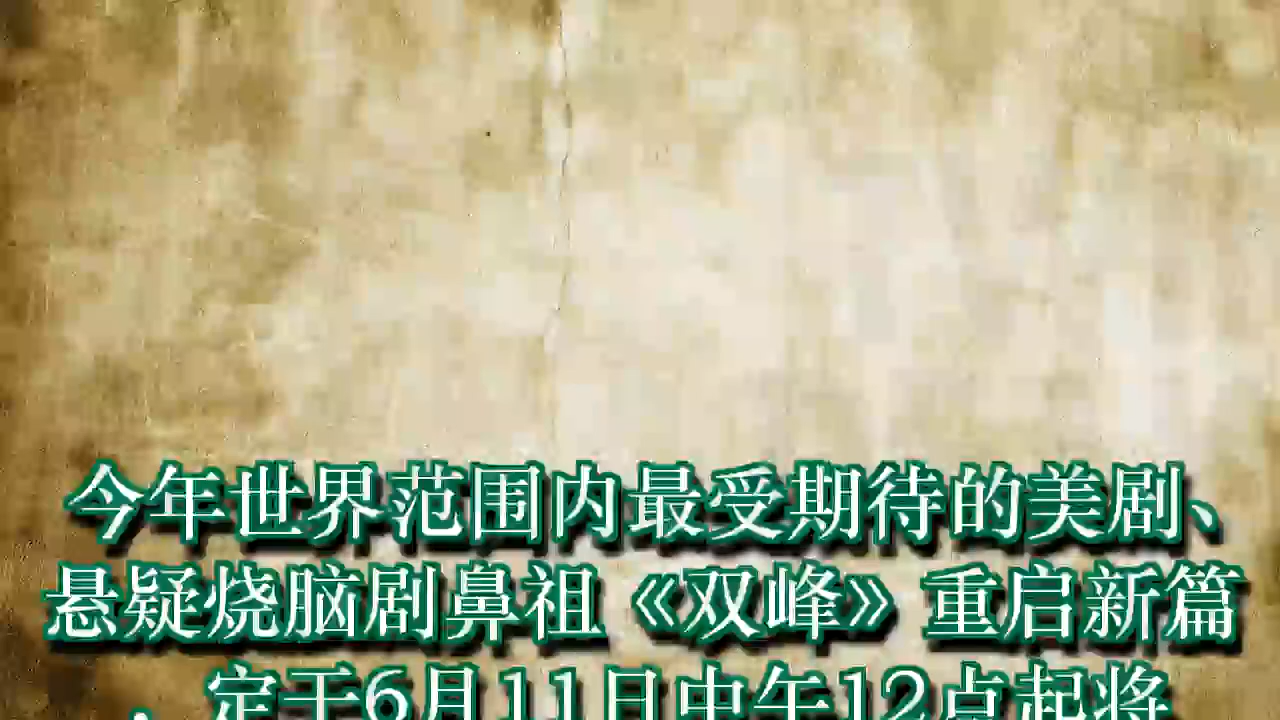 今年世界范围内最受期待的美剧、
悬疑烧脑剧鼻祖《双峰》重启新篇
，定于6月11日中午12点起将